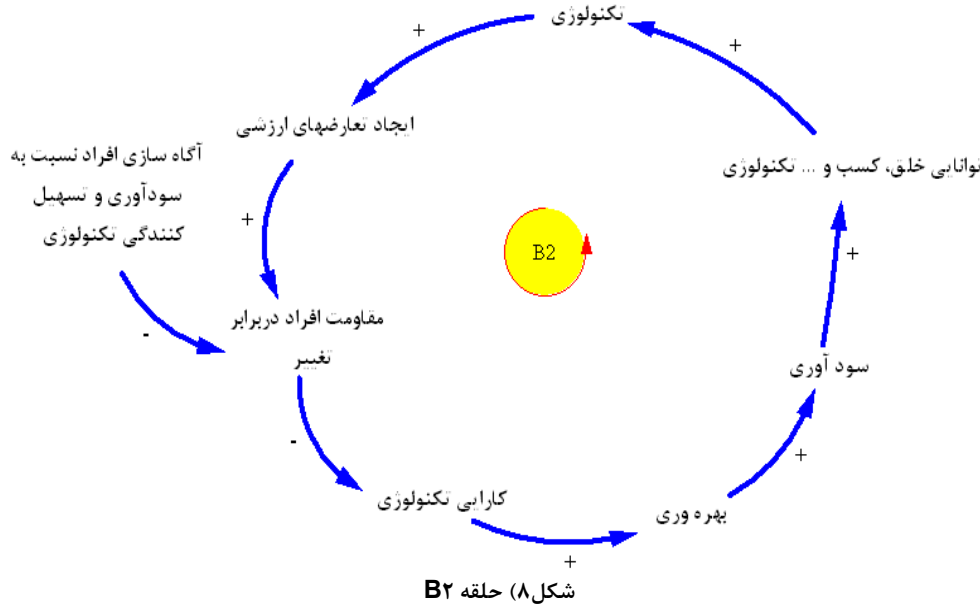 تکنولوژی
+
+
ایجاد تعارضهای ارزشی
آگاه سازی افراد نسبت به
سودآوری و تسهیل
کنندگی تکنولوژی
توانایی خلق، کسب و ... تکنولوژی
+
B2
+
مقاومت افراد دربرابر
تغییر
-
سود آوری
-
+
کارایی تکنولوژی
بهره وری
+
شکل۸) حلقه B۲